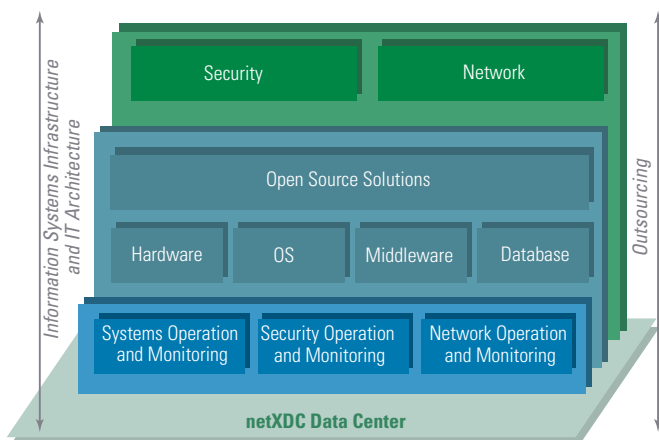 Information Systems Infrastructure
and IT Architecture
Security
Network
Open Source Solutions
Hardware
OS
Middleware
Database
Systems Operation
and Monitoring
Security Operation
and Monitoring
Network Operation
and Monitoring
netXDC Data Center
Outsourcing